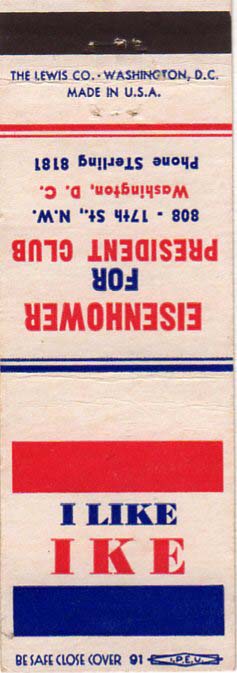 THE LEWIS CO. · WASHINGTON, D.C.
MADE IN U.S.A.
EISENHOWER
FOR
PRESIDENT CLUB
808 - 17th St., N.W.
Washington, D. C.
Phone STerling 8181
I LIKE
IKE
BE SAFE CLOSE COVER 91 I.P.E.U.